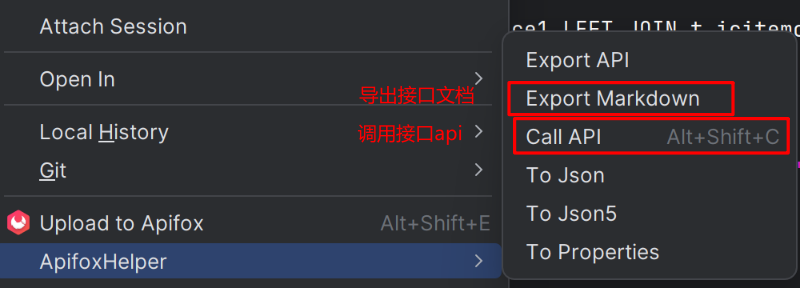 Attach Session
Open In
Local History
Git
Upload to Apifox Alt+Shift+E
ApifoxHelper
导出接口文档
调用接口api
LEFT JOIN
Export API
Export Markdown
Call API Alt+Shift+C
To Json
To Json5
To Properties